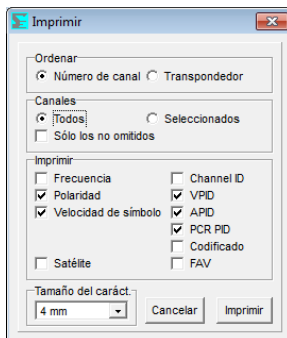 Imprimir
Ordenar
Número de canal Transpondedor
Canales
Todos Seleccionados
Sólo los no omitidos
Imprimir
Frecuencia Channel ID
Polaridad VPID
Velocidad de símbolo APID
PCR PID
Codificado
Satélite FAV
Tamaño del caráct.
4 mm Cancelar Imprimir